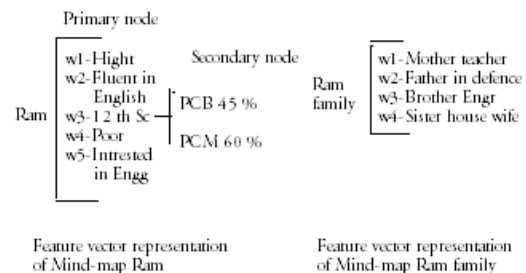 Primary node
w1-Hight
w2-Fluent in
English
w3-12 th Sc
w4-Poor
w5-Intrested
in Engg
Ram
Secondary node
PCB 45 %
PCM 60 %
Ram
family
w1-Mother teacher
w2-Father in defence
w3-Brother Engr
w4-Sister house wife
Feature vector representation
of Mind-map Ram
Feature vector representation
of Mind-map Ram family